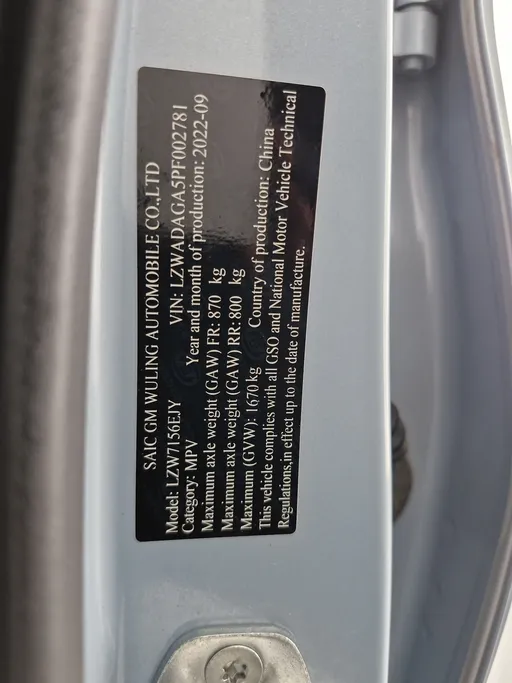 SAIC GM WULING AUTOMOBILE CO.,LTD
Model: LZW7156EJY VIN: LZWADAGA5PF002781
Category: MPV Year and month of production: 2022-09
Maximum axle weight (GAW) FR: 870 kg
Maximum axle weight (GAW) RR: 800 kg
Maximum (GVW): 1670 kg Country of production: China
This vehicle complies with all GSO and National Motor Vehicle Technical
Regulations,in effect up to the date of manufacture.